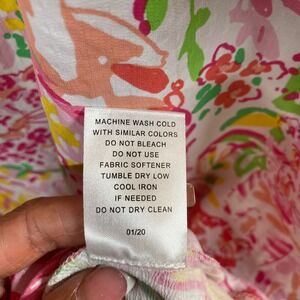 MACHINE WASH COLD
WITH SIMILAR COLORS
DO NOT BLEACH
DO NOT USE
FABRIC SOFTENER
TUMBLE DRY LOW
COOL IRON
IF NEEDED
DO NOT DRY CLEAN
01/20